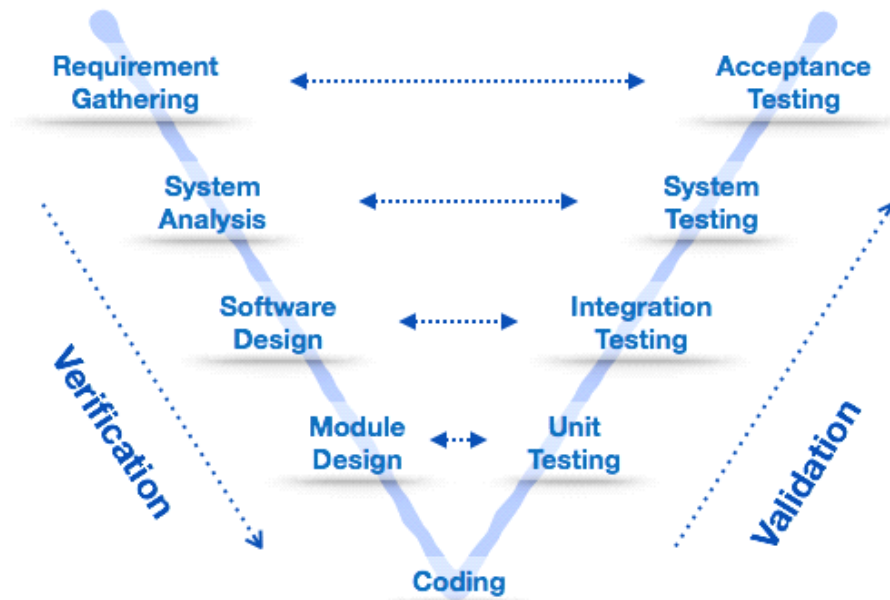 Requirement
Gathering
Acceptance
Testing
System
Analysis
System
Testing
Software
Design
Integration
Testing
Module
Design
Unit
Testing
Coding
Verification
Validation